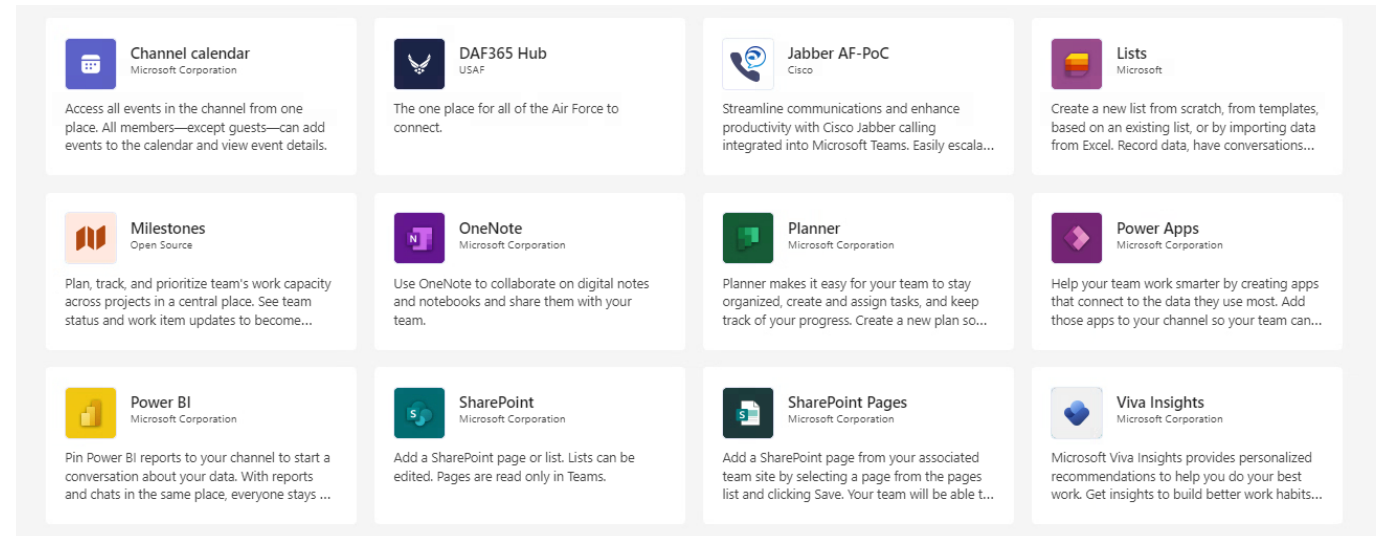 Channel calendar
Microsoft Corporation
Access all events in the channel from one
place. All members—except guests—can add
events to the calendar and view event details.
DAF365 Hub
USAF
The one place for all of the Air Force to
connect.
Jabber AF-PoC
Cisco
Streamline communications and enhance
productivity with Cisco Jabber calling
integrated into Microsoft Teams. Easily escala...
Lists
Microsoft
Create a new list from scratch, from templates,
based on an existing list, or by importing data
from Excel. Record data, have conversations...
Milestones
Open Source
Plan, track, and prioritize team's work capacity
across projects in a central place. See team
status and work item updates to become...
N
OneNote
Microsoft Corporation
Use OneNote to collaborate on digital notes
and notebooks and share them with your
team.
Planner
Microsoft Corporation
Planner makes it easy for your team to stay
organized, create and assign tasks, and keep
track of your progress. Create a new plan so...
Power Apps
Microsoft Corporation
Help your team work smarter by creating apps
that connect to the data they use most. Add
those apps to your channel so your team can...
Power BI
Microsoft Corporation
Pin Power BI reports to your channel to start a
conversation about your data. With reports
and chats in the same place, everyone stays ...
S
SharePoint
Microsoft Corporation
Add a SharePoint page or list. Lists can be
edited. Pages are read only in Teams.
S
SharePoint Pages
Microsoft Corporation
Add a SharePoint page from your associated
team site by selecting a page from the pages
list and clicking Save. Your team will be able t...
Viva Insights
Microsoft Corporation
Microsoft Viva Insights provides personalized
recommendations to help you do your best
work. Get insights to build better work habits...